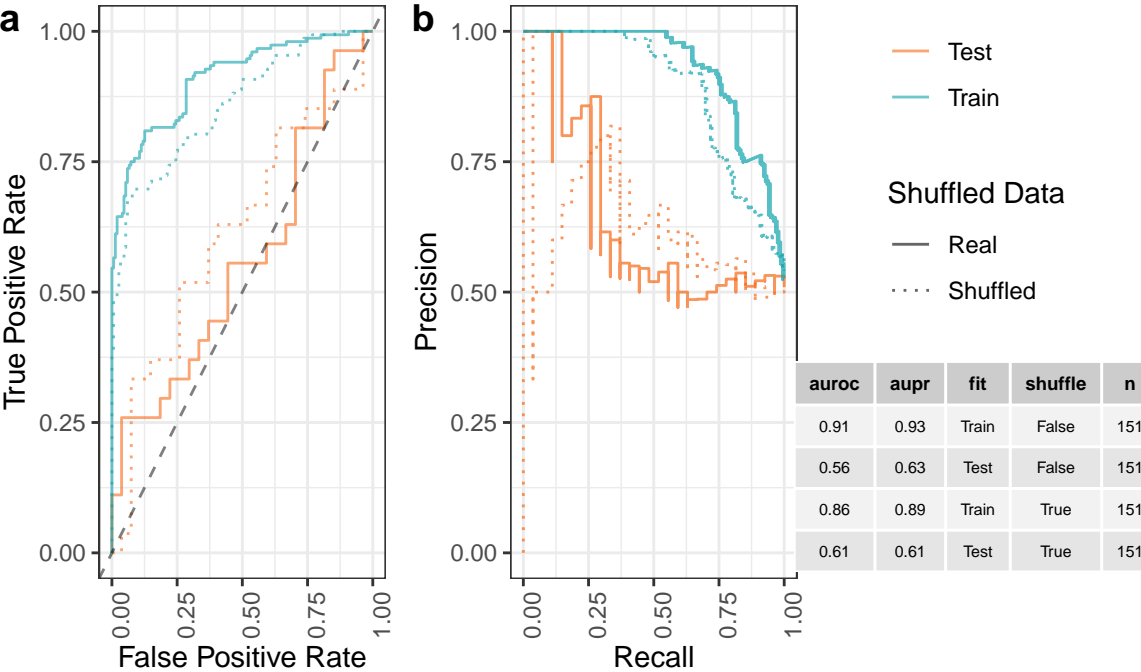 a
True Positive Rate
1.00
0.75
0.50
0.25
0.00
0.00
0.25
0.50
0.75
1.00
False Positive Rate
b
Precision
1.00
0.75
0.50
0.25
0.00
0.00
0.25
0.50
0.75
1.00
Recall
Test
Train
Shuffled Data
Real
Shuffled
auroc aupr fit shuffle n
0.91 0.93 Train False 151
0.56 0.63 Test False 151
0.86 0.89 Train True 151
0.61 0.61 Test True 151